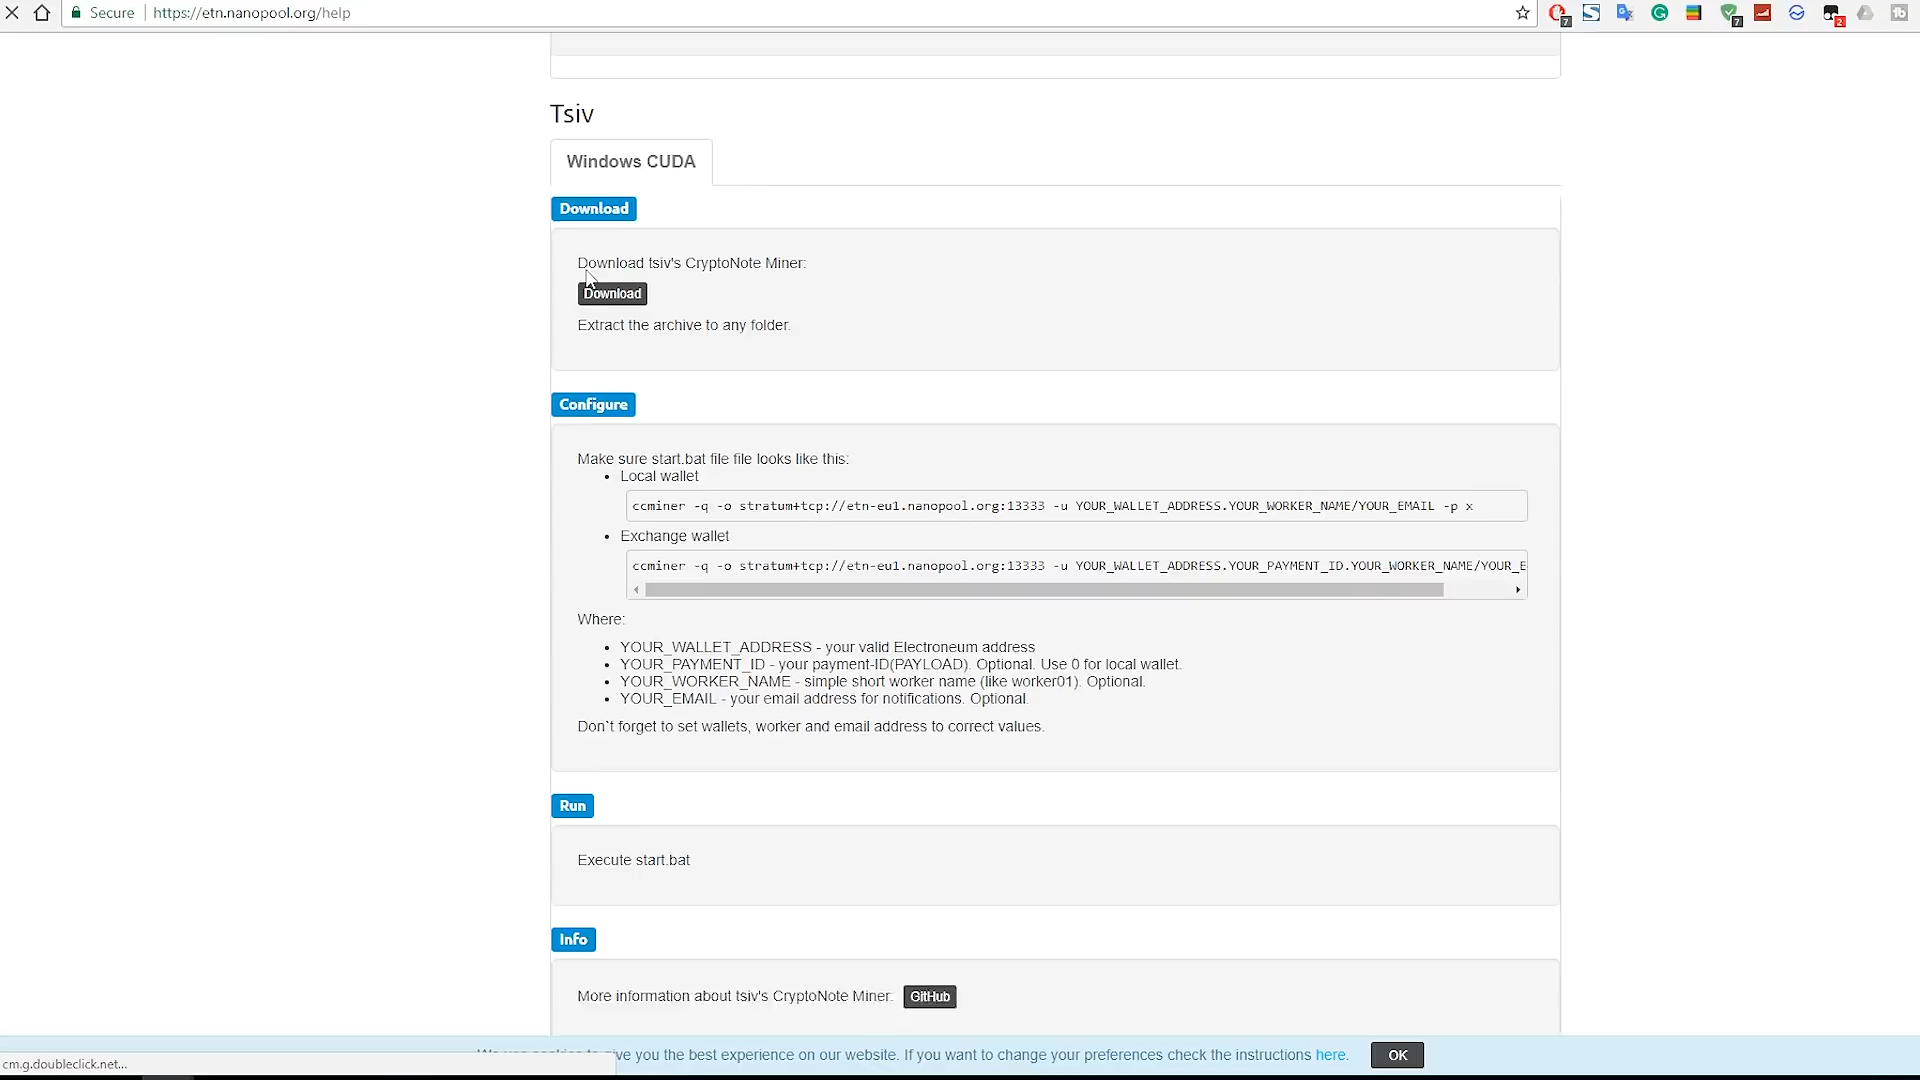 Secure https://etn.nanopool.org/help
7 7 2
Tsiv
Windows CUDA
Download
Download tsiv's CryptoNote Miner:
Download
Extract the archive to any folder.
Configure
Make sure start.bat file file looks like this:
• Local wallet
ccminer -q -o stratum+tcp://etn-eu1.nanopool.org:13333 -u YOUR_WALLET_ADDRESS.YOUR_WORKER_NAME/YOUR_EMAIL -p x
• Exchange wallet
ccminer -q -o stratum+tcp://etn-eu1.nanopool.org:13333 -u YOUR_WALLET_ADDRESS.YOUR_PAYMENT_ID.YOUR_WORKER_NAME/YOUR_E
Where:
• YOUR_WALLET_ADDRESS - your valid Electroneum address
• YOUR_PAYMENT_ID - your payment-ID(PAYLOAD). Optional. Use 0 for local wallet.
• YOUR_WORKER_NAME - simple short worker name (like worker01). Optional.
• YOUR_EMAIL - your email address for notifications. Optional.
Don`t forget to set wallets, worker and email address to correct values.
Run
Execute start.bat
Info
More information about tsiv's CryptoNote Miner: GitHub
give you the best experience on our website. If you want to change your preferences check the instructions here. OK
cm.g.doubleclick.net...